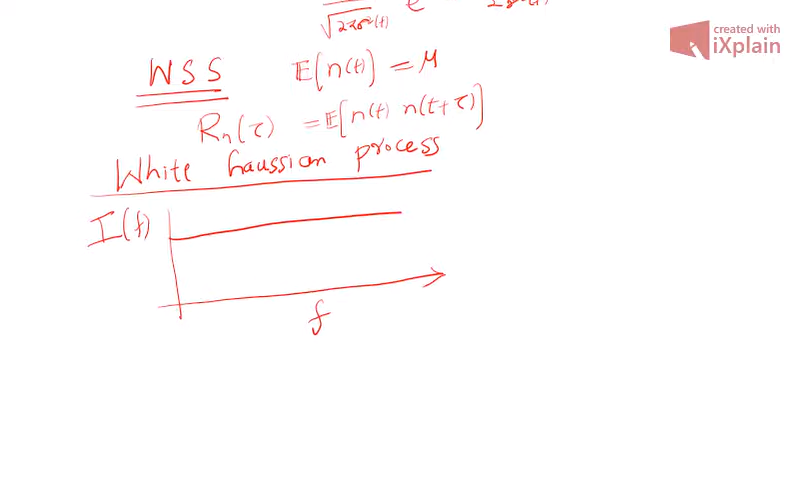 √2πσ²(t) e
created with
iXplain
WSS E[n(t)] = μ
Rn(τ) = E[n(t) n(t+τ)]
White Gaussian process
I(f)
f